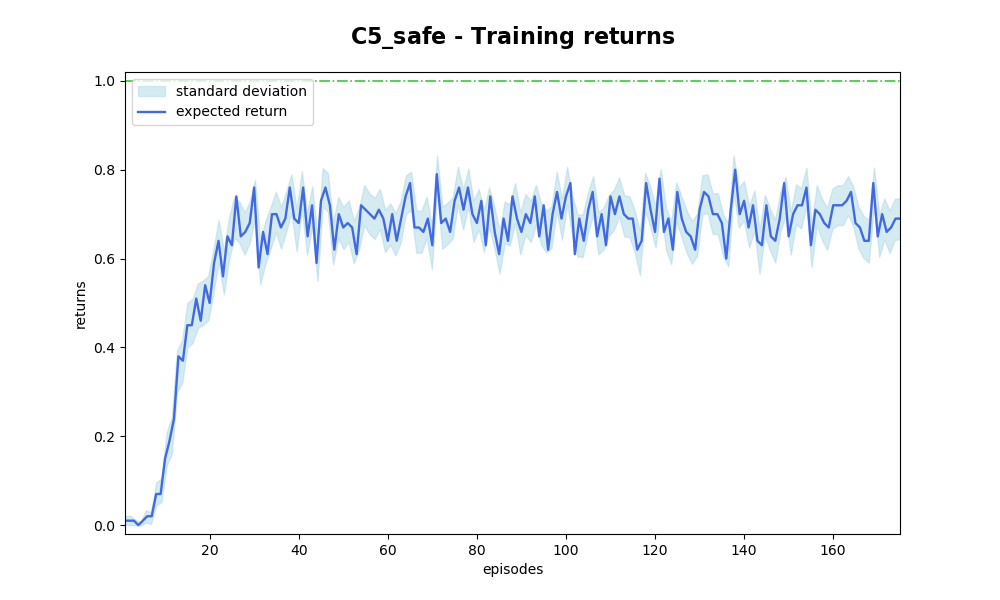 C5_safe - Training returns
standard deviation
expected return
returns
1.0
0.8
0.6
0.4
0.2
0.0
20 40 60 80 100 120 140 160
episodes